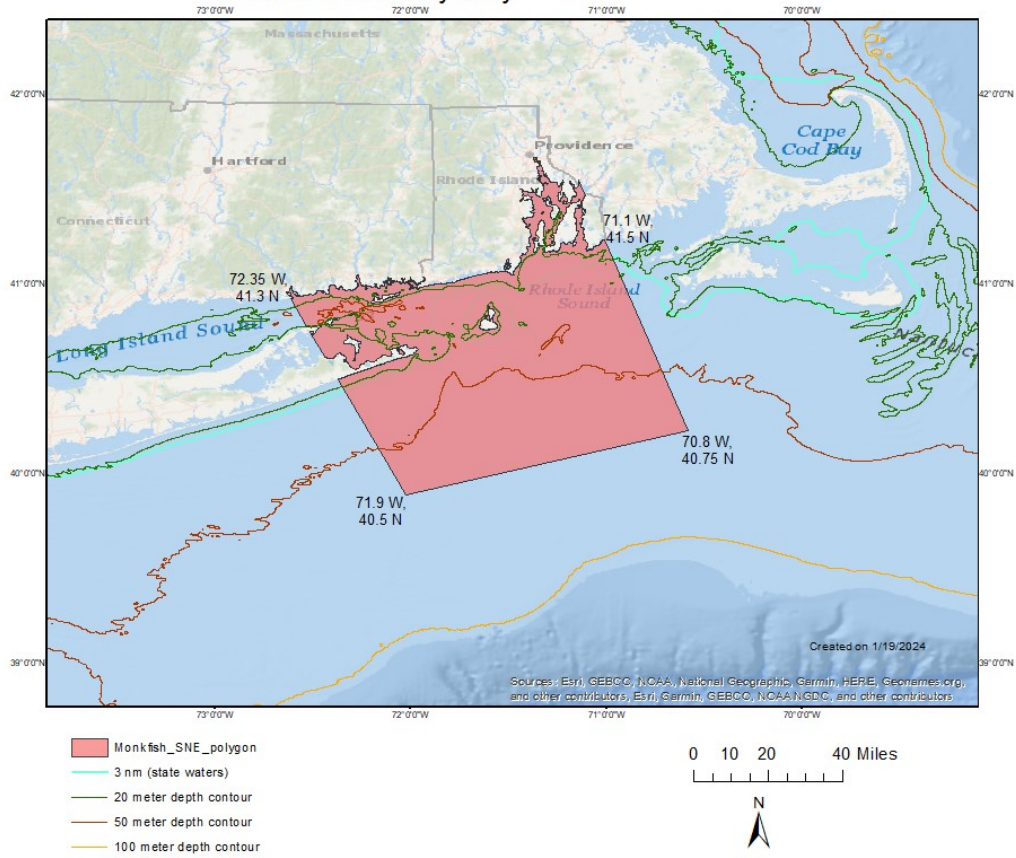 73°0'0"W 72°0'0"W 71°0'0"W 70°0'0"W
Massachusetts
42°0'0"N 42°0'0"N
Cape
Cod Bay
Providence
Hartford
Rhode Island
Connecticut
71.1 W,
41.5 N
72.35 W,
41.3 N
41°0'0"N 41°0'0"N
Rhode Island
Sound
Long Island Sound
70.8 W,
40.75 N
40°0'0"N 40°0'0"N
71.9 W,
40.5 N
Created on 1/19/2024
39°0'0"N 39°0'0"N
Sources: Esri, GEBCO, NOAA, National Geographic, Garmin, HERE, Geonames.org,
and other contributors, Esri, Garmin, GEBCO, NOAA NGDC, and other contributors
73°0'0"W 72°0'0"W 71°0'0"W 70°0'0"W
Monkfish_SNE_polygon
3 nm (state waters)
20 meter depth contour
50 meter depth contour
100 meter depth contour
0 10 20 40 Miles
N